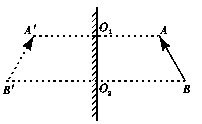 A' O₁ A
B' O₂ B